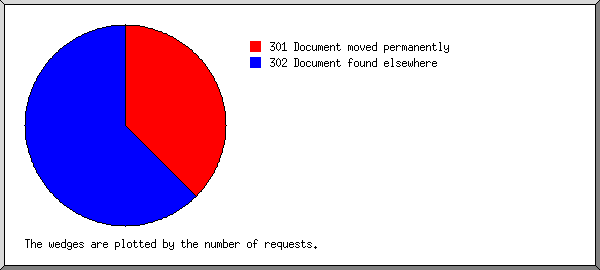 301 Document moved permanently
302 Document found elsewhere
The wedges are plotted by the number of requests.